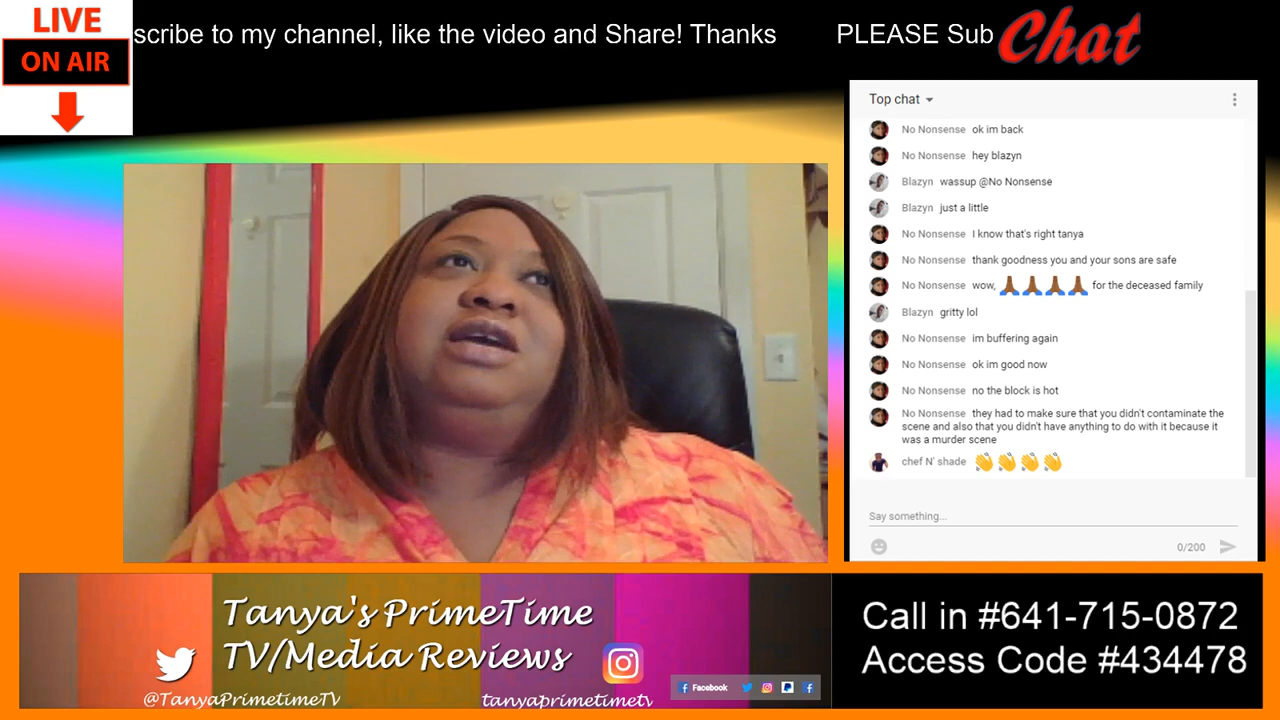 LIVE
ON AIR
scribe to my channel, like the video and Share! Thanks PLEASE Sub
Chat
Top chat
No Nonsense ok im back
No Nonsense hey blazyn
Blazyn wassup @No Nonsense
Blazyn just a little
No Nonsense I know that's right tanya
No Nonsense thank goodness you and your sons are safe
No Nonsense wow, 🙏🏾🙏🏾🙏🏾🙏🏾 for the deceased family
Blazyn gritty lol
No Nonsense im buffering again
No Nonsense ok im good now
No Nonsense no the block is hot
No Nonsense they had to make sure that you didn't contaminate the
scene and also that you didn't have anything to do with it because it
was a murder scene
chef N' shade 👏👏👏👏
Say something...
0/200
Tanya's PrimeTime
TV/Media Reviews
@TanyaPrimetimeTV
tanyaprimetimetv
Facebook
Call in #641-715-0872
Access Code #434478